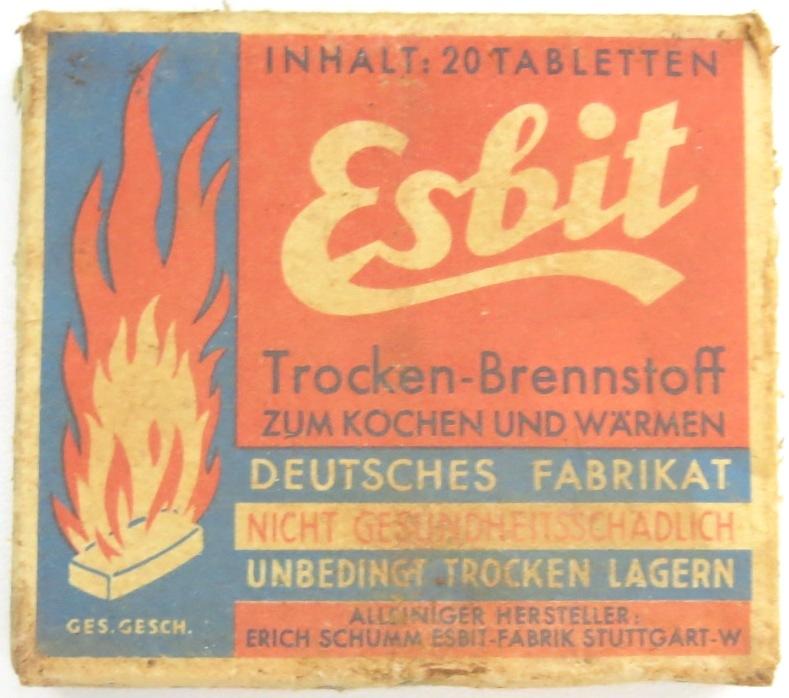 INHALT: 20 TABLETTEN
Esbit
Trocken-Brennstoff
ZUM KOCHEN UND WÄRMEN
DEUTSCHES FABRIKAT
NICHT GESUNDHEITSSCHÄDLICH
UNBEDINGT TROCKEN LAGERN
ALLEINIGER HERSTELLER:
ERICH SCHUMM ESBIT-FABRIK STUTTGART-W
GES. GESCH.